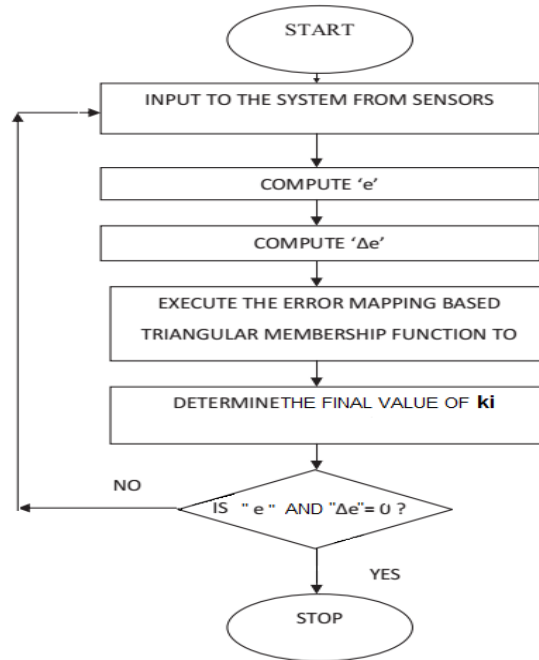 START
INPUT TO THE SYSTEM FROM SENSORS
COMPUTE ‘e’
COMPUTE ‘Δe’
EXECUTE THE ERROR MAPPING BASED
TRIANGULAR MEMBERSHIP FUNCTION TO
DETERMINETHE FINAL VALUE OF ki
NO
IS " e " AND "Δe"= 0 ?
YES
STOP